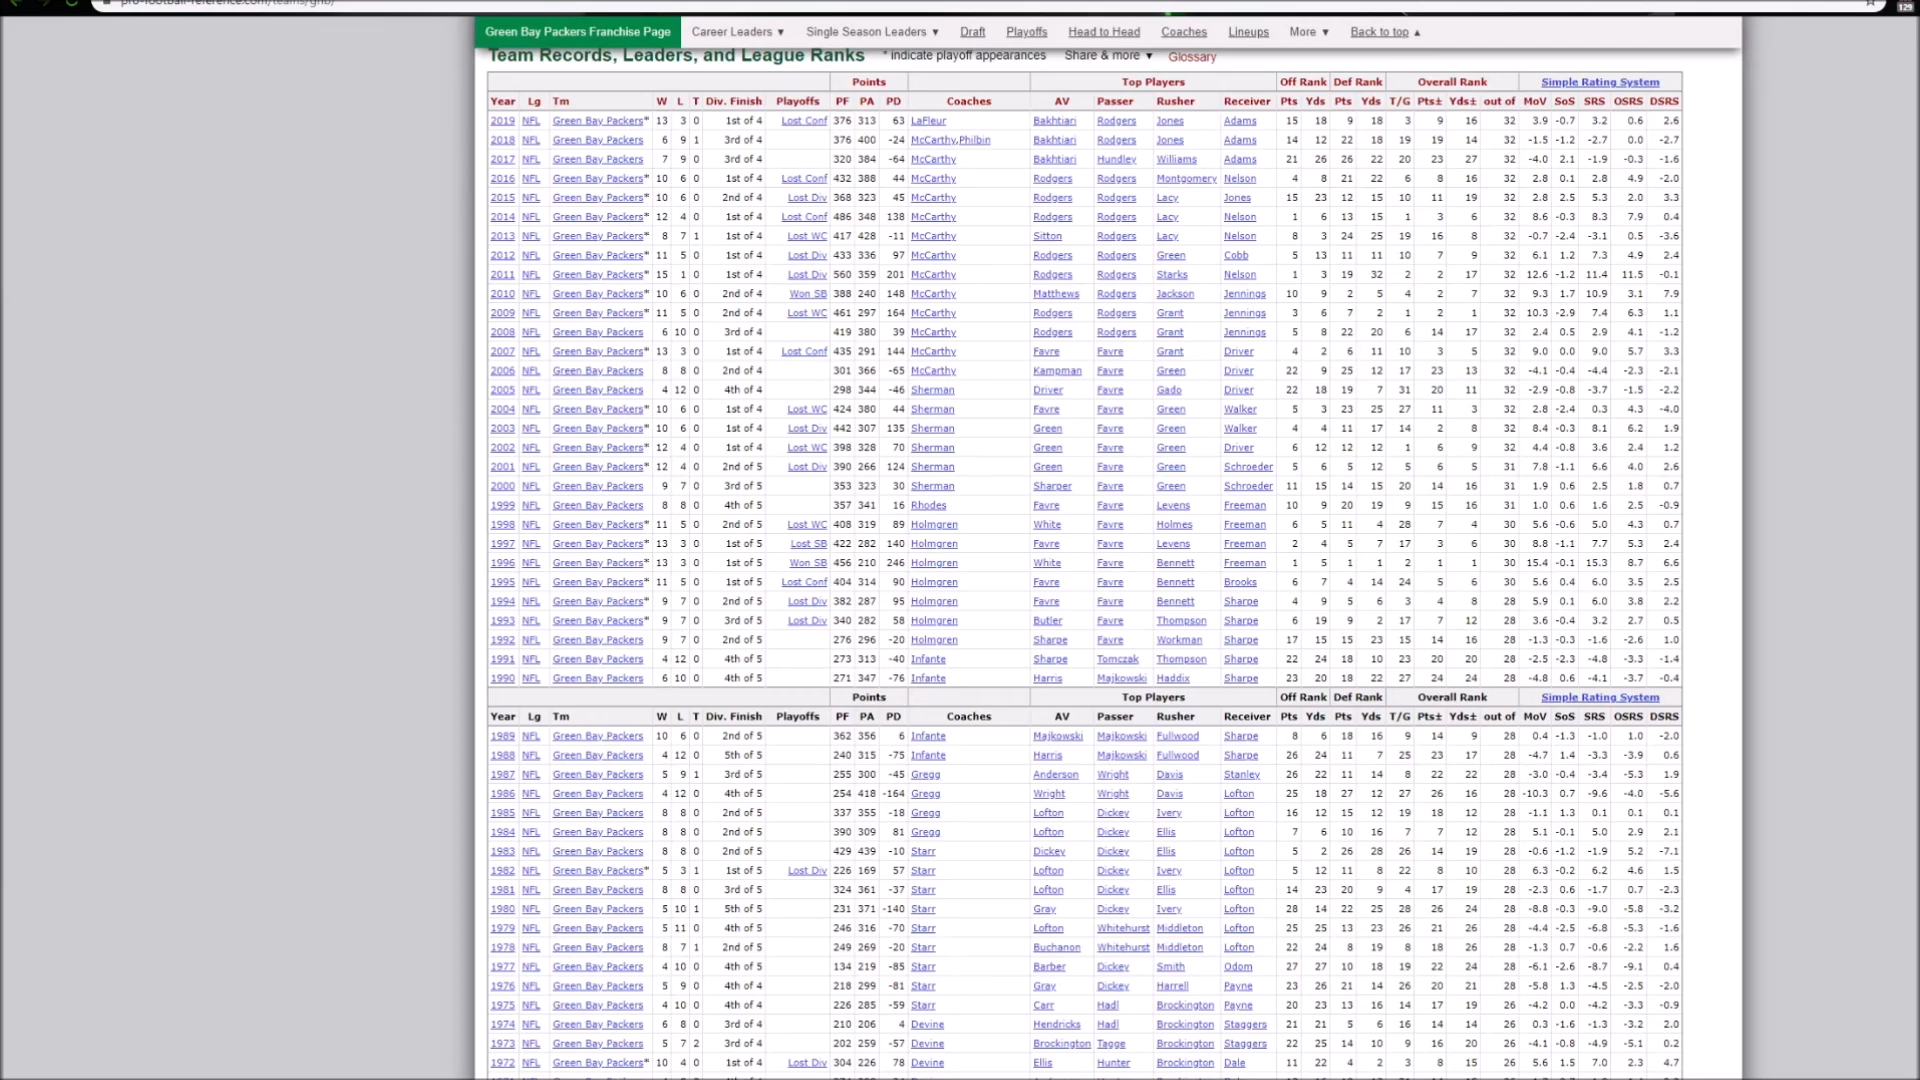 pro-football-reference.com/teams/gnb/
129
Green Bay Packers Franchise Page Career Leaders ▼ Single Season Leaders ▼ Draft Playoffs Head to Head Coaches Lineups More ▼ Back to top ▲
Team Records, Leaders, and League Ranks * indicate playoff appearances Share & more ▼ Glossary
Points Top Players Off Rank Def Rank Overall Rank Simple Rating System
Year Lg Tm W L T Div. Finish Playoffs PF PA PD Coaches AV Passer Rusher Receiver Pts Yds Pts Yds T/G Pts± Yds± out of MoV SoS SRS OSRS DSRS
2019 NFL Green Bay Packers* 13 3 0 1st of 4 Lost Conf 376 313 63 LaFleur Bakhtiari Rodgers Jones Adams 15 18 9 18 3 9 16 32 3.9 -0.7 3.2 0.6 2.6
2018 NFL Green Bay Packers 6 9 1 3rd of 4 376 400 -24 McCarthy,Philbin Bakhtiari Rodgers Jones Adams 14 12 22 18 19 19 14 32 -1.5 -1.2 -2.7 0.0 -2.7
2017 NFL Green Bay Packers 7 9 0 3rd of 4 320 384 -64 McCarthy Bakhtiari Hundley Williams Adams 21 26 26 22 20 23 27 32 -4.0 2.1 -1.9 -0.3 -1.6
2016 NFL Green Bay Packers* 10 6 0 1st of 4 Lost Conf 432 388 44 McCarthy Rodgers Rodgers Montgomery Nelson 4 8 21 22 6 8 16 32 2.8 0.1 2.8 4.9 -2.0
2015 NFL Green Bay Packers* 10 6 0 2nd of 4 Lost Div 368 323 45 McCarthy Rodgers Rodgers Lacy Jones 15 23 12 15 10 11 19 32 2.8 2.5 5.3 2.0 3.3
2014 NFL Green Bay Packers* 12 4 0 1st of 4 Lost Conf 486 348 138 McCarthy Rodgers Rodgers Lacy Nelson 1 6 13 15 1 3 6 32 8.6 -0.3 8.3 7.9 0.4
2013 NFL Green Bay Packers* 8 7 1 1st of 4 Lost WC 417 428 -11 McCarthy Sitton Rodgers Lacy Nelson 8 3 24 25 19 16 8 32 -0.7 -2.4 -3.1 0.5 -3.6
2012 NFL Green Bay Packers* 11 5 0 1st of 4 Lost Div 433 336 97 McCarthy Rodgers Rodgers Green Cobb 5 13 11 11 10 7 9 32 6.1 1.2 7.3 4.9 2.4
2011 NFL Green Bay Packers* 15 1 0 1st of 4 Lost Div 560 359 201 McCarthy Rodgers Rodgers Starks Nelson 1 3 19 32 2 2 17 32 12.6 -1.2 11.4 11.5 -0.1
2010 NFL Green Bay Packers* 10 6 0 2nd of 4 Won SB 388 240 148 McCarthy Matthews Rodgers Jackson Jennings 10 9 2 5 4 2 7 32 9.3 1.7 10.9 3.1 7.9
2009 NFL Green Bay Packers* 11 5 0 2nd of 4 Lost WC 461 297 164 McCarthy Rodgers Rodgers Grant Jennings 3 6 7 2 1 2 1 32 10.3 -2.9 7.4 6.3 1.1
2008 NFL Green Bay Packers 6 10 0 3rd of 4 419 380 39 McCarthy Rodgers Rodgers Grant Jennings 5 8 22 20 6 14 17 32 2.4 0.5 2.9 4.1 -1.2
2007 NFL Green Bay Packers* 13 3 0 1st of 4 Lost Conf 435 291 144 McCarthy Favre Favre Grant Driver 4 2 6 11 10 3 5 32 9.0 0.0 9.0 5.7 3.3
2006 NFL Green Bay Packers 8 8 0 2nd of 4 301 366 -65 McCarthy Kampman Favre Green Driver 22 9 25 12 17 23 13 32 -4.1 -0.4 -4.4 -2.3 -2.1
2005 NFL Green Bay Packers 4 12 0 4th of 4 298 344 -46 Sherman Driver Favre Gado Driver 22 18 19 7 31 20 11 32 -2.9 -0.8 -3.7 -1.5 -2.2
2004 NFL Green Bay Packers* 10 6 0 1st of 4 Lost WC 424 380 44 Sherman Favre Favre Green Walker 5 3 23 25 27 11 3 32 2.8 -2.4 0.3 4.3 -4.0
2003 NFL Green Bay Packers* 10 6 0 1st of 4 Lost Div 442 307 135 Sherman Green Favre Green Walker 4 4 11 17 14 2 8 32 8.4 -0.3 8.1 6.2 1.9
2002 NFL Green Bay Packers* 12 4 0 1st of 4 Lost WC 398 328 70 Sherman Green Favre Green Driver 6 12 12 12 1 6 9 32 4.4 -0.8 3.6 2.4 1.2
2001 NFL Green Bay Packers* 12 4 0 2nd of 5 Lost Div 390 266 124 Sherman Green Favre Green Schroeder 5 6 5 12 5 6 5 31 7.8 -1.1 6.6 4.0 2.6
2000 NFL Green Bay Packers 9 7 0 3rd of 5 353 323 30 Sherman Sharper Favre Green Schroeder 11 15 14 15 20 14 16 31 1.9 0.6 2.5 1.8 0.7
1999 NFL Green Bay Packers 8 8 0 4th of 5 357 341 16 Rhodes Favre Favre Levens Freeman 10 9 20 19 9 15 16 31 1.0 0.6 1.6 2.5 -0.9
1998 NFL Green Bay Packers* 11 5 0 2nd of 5 Lost WC 408 319 89 Holmgren White Favre Holmes Freeman 6 5 11 4 28 7 4 30 5.6 -0.6 5.0 4.3 0.7
1997 NFL Green Bay Packers* 13 3 0 1st of 5 Lost SB 422 282 140 Holmgren Favre Favre Levens Freeman 2 4 5 7 17 3 6 30 8.8 -1.1 7.7 5.3 2.4
1996 NFL Green Bay Packers* 13 3 0 1st of 5 Won SB 456 210 246 Holmgren White Favre Bennett Freeman 1 5 1 1 2 1 1 30 15.4 -0.1 15.3 8.7 6.6
1995 NFL Green Bay Packers* 11 5 0 1st of 5 Lost Conf 404 314 90 Holmgren Favre Favre Bennett Brooks 6 7 4 14 24 5 6 30 5.6 0.4 6.0 3.5 2.5
1994 NFL Green Bay Packers* 9 7 0 2nd of 5 Lost Div 382 287 95 Holmgren Favre Favre Bennett Sharpe 4 9 5 6 3 4 8 28 5.9 0.1 6.0 3.8 2.2
1993 NFL Green Bay Packers* 9 7 0 3rd of 5 Lost Div 340 282 58 Holmgren Butler Favre Thompson Sharpe 6 19 9 2 17 7 12 28 3.6 -0.4 3.2 2.7 0.5
1992 NFL Green Bay Packers 9 7 0 2nd of 5 276 296 -20 Holmgren Sharpe Favre Workman Sharpe 17 15 15 23 15 14 16 28 -1.3 -0.3 -1.6 -2.6 1.0
1991 NFL Green Bay Packers 4 12 0 4th of 5 273 313 -40 Infante Sharpe Tomczak Thompson Sharpe 22 24 18 10 23 20 20 28 -2.5 -2.3 -4.8 -3.3 -1.4
1990 NFL Green Bay Packers 6 10 0 4th of 5 271 347 -76 Infante Harris Majkowski Haddix Sharpe 23 20 18 22 27 24 24 28 -4.8 0.6 -4.1 -3.7 -0.4
Points Top Players Off Rank Def Rank Overall Rank Simple Rating System
Year Lg Tm W L T Div. Finish Playoffs PF PA PD Coaches AV Passer Rusher Receiver Pts Yds Pts Yds T/G Pts± Yds± out of MoV SoS SRS OSRS DSRS
1989 NFL Green Bay Packers 10 6 0 2nd of 5 362 356 6 Infante Majkowski Majkowski Fullwood Sharpe 8 6 18 16 9 14 9 28 0.4 -1.3 -1.0 1.0 -2.0
1988 NFL Green Bay Packers 4 12 0 5th of 5 240 315 -75 Infante Harris Majkowski Fullwood Sharpe 26 24 11 7 25 23 17 28 -4.7 1.4 -3.3 -3.9 0.6
1987 NFL Green Bay Packers 5 9 1 3rd of 5 255 300 -45 Gregg Anderson Wright Davis Stanley 26 22 11 14 8 22 22 28 -3.0 -0.4 -3.4 -5.3 1.9
1986 NFL Green Bay Packers 4 12 0 4th of 5 254 418 -164 Gregg Wright Wright Davis Lofton 25 18 27 12 27 26 16 28 -10.3 0.7 -9.6 -4.0 -5.6
1985 NFL Green Bay Packers 8 8 0 2nd of 5 337 355 -18 Gregg Lofton Dickey Ivery Lofton 16 12 15 12 19 18 12 28 -1.1 1.3 0.1 0.1 0.1
1984 NFL Green Bay Packers 8 8 0 2nd of 5 390 309 81 Gregg Lofton Dickey Ellis Lofton 7 6 10 16 7 7 12 28 5.1 -0.1 5.0 2.9 2.1
1983 NFL Green Bay Packers 8 8 0 2nd of 5 429 439 -10 Starr Dickey Dickey Ellis Lofton 5 2 26 28 26 14 19 28 -0.6 -1.2 -1.9 5.2 -7.1
1982 NFL Green Bay Packers* 5 3 1 1st of 5 Lost Div 226 169 57 Starr Lofton Dickey Ivery Lofton 5 12 11 8 22 8 10 28 6.3 -0.2 6.2 4.6 1.5
1981 NFL Green Bay Packers 8 8 0 3rd of 5 324 361 -37 Starr Lofton Dickey Ellis Lofton 14 23 20 9 4 17 19 28 -2.3 0.6 -1.7 0.7 -2.3
1980 NFL Green Bay Packers 5 10 1 5th of 5 231 371 -140 Starr Gray Dickey Ivery Lofton 28 14 22 25 28 26 24 28 -8.8 -0.3 -9.0 -5.8 -3.2
1979 NFL Green Bay Packers 5 11 0 4th of 5 246 316 -70 Starr Lofton Whitehurst Middleton Lofton 25 25 13 23 26 21 26 28 -4.4 -2.5 -6.8 -5.3 -1.6
1978 NFL Green Bay Packers 8 7 1 2nd of 5 249 269 -20 Starr Buchanon Whitehurst Middleton Lofton 22 24 8 19 8 18 26 28 -1.3 0.7 -0.6 -2.2 1.6
1977 NFL Green Bay Packers 4 10 0 4th of 5 134 219 -85 Starr Barber Dickey Smith Odom 27 27 10 18 19 22 24 28 -6.1 -2.6 -8.7 -9.1 0.4
1976 NFL Green Bay Packers 5 9 0 4th of 4 218 299 -81 Starr Gray Dickey Harrell Payne 23 26 21 14 26 20 21 28 -5.8 1.3 -4.5 -2.5 -2.0
1975 NFL Green Bay Packers 4 10 0 4th of 4 226 285 -59 Starr Carr Hadl Brockington Payne 20 23 13 16 14 17 19 26 -4.2 0.0 -4.2 -3.3 -0.9
1974 NFL Green Bay Packers 6 8 0 3rd of 4 210 206 4 Devine Hendricks Hadl Brockington Staggers 21 21 5 6 16 14 14 26 0.3 -1.6 -1.3 -3.2 2.0
1973 NFL Green Bay Packers 5 7 2 3rd of 4 202 259 -57 Devine Brockington Tagge Brockington Staggers 22 25 14 10 9 16 20 26 -4.1 -0.8 -4.9 -5.1 0.2
1972 NFL Green Bay Packers* 10 4 0 1st of 4 Lost Div 304 226 78 Devine Ellis Hunter Brockington Dale 11 22 4 2 3 8 15 26 5.6 1.5 7.0 2.3 4.7